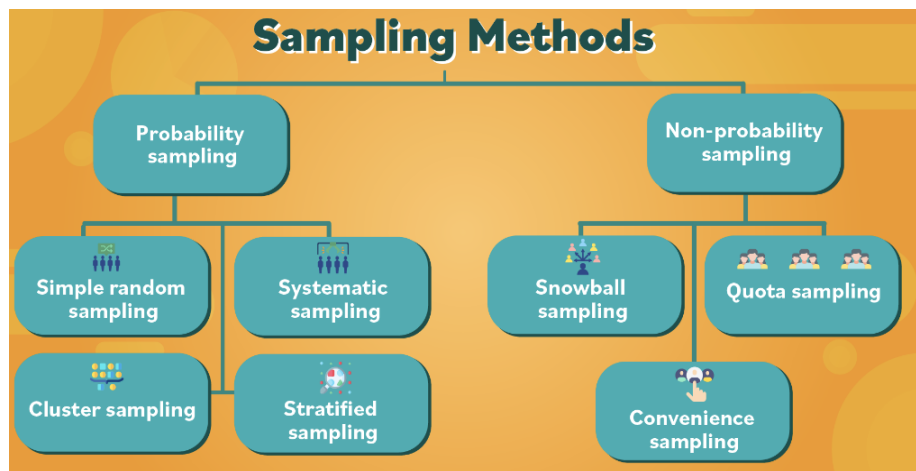 Sampling Methods
Probability
sampling
Non-probability
sampling
Simple random
sampling
Systematic
sampling
Snowball
sampling
Quota sampling
Cluster sampling
Stratified
sampling
Convenience
sampling